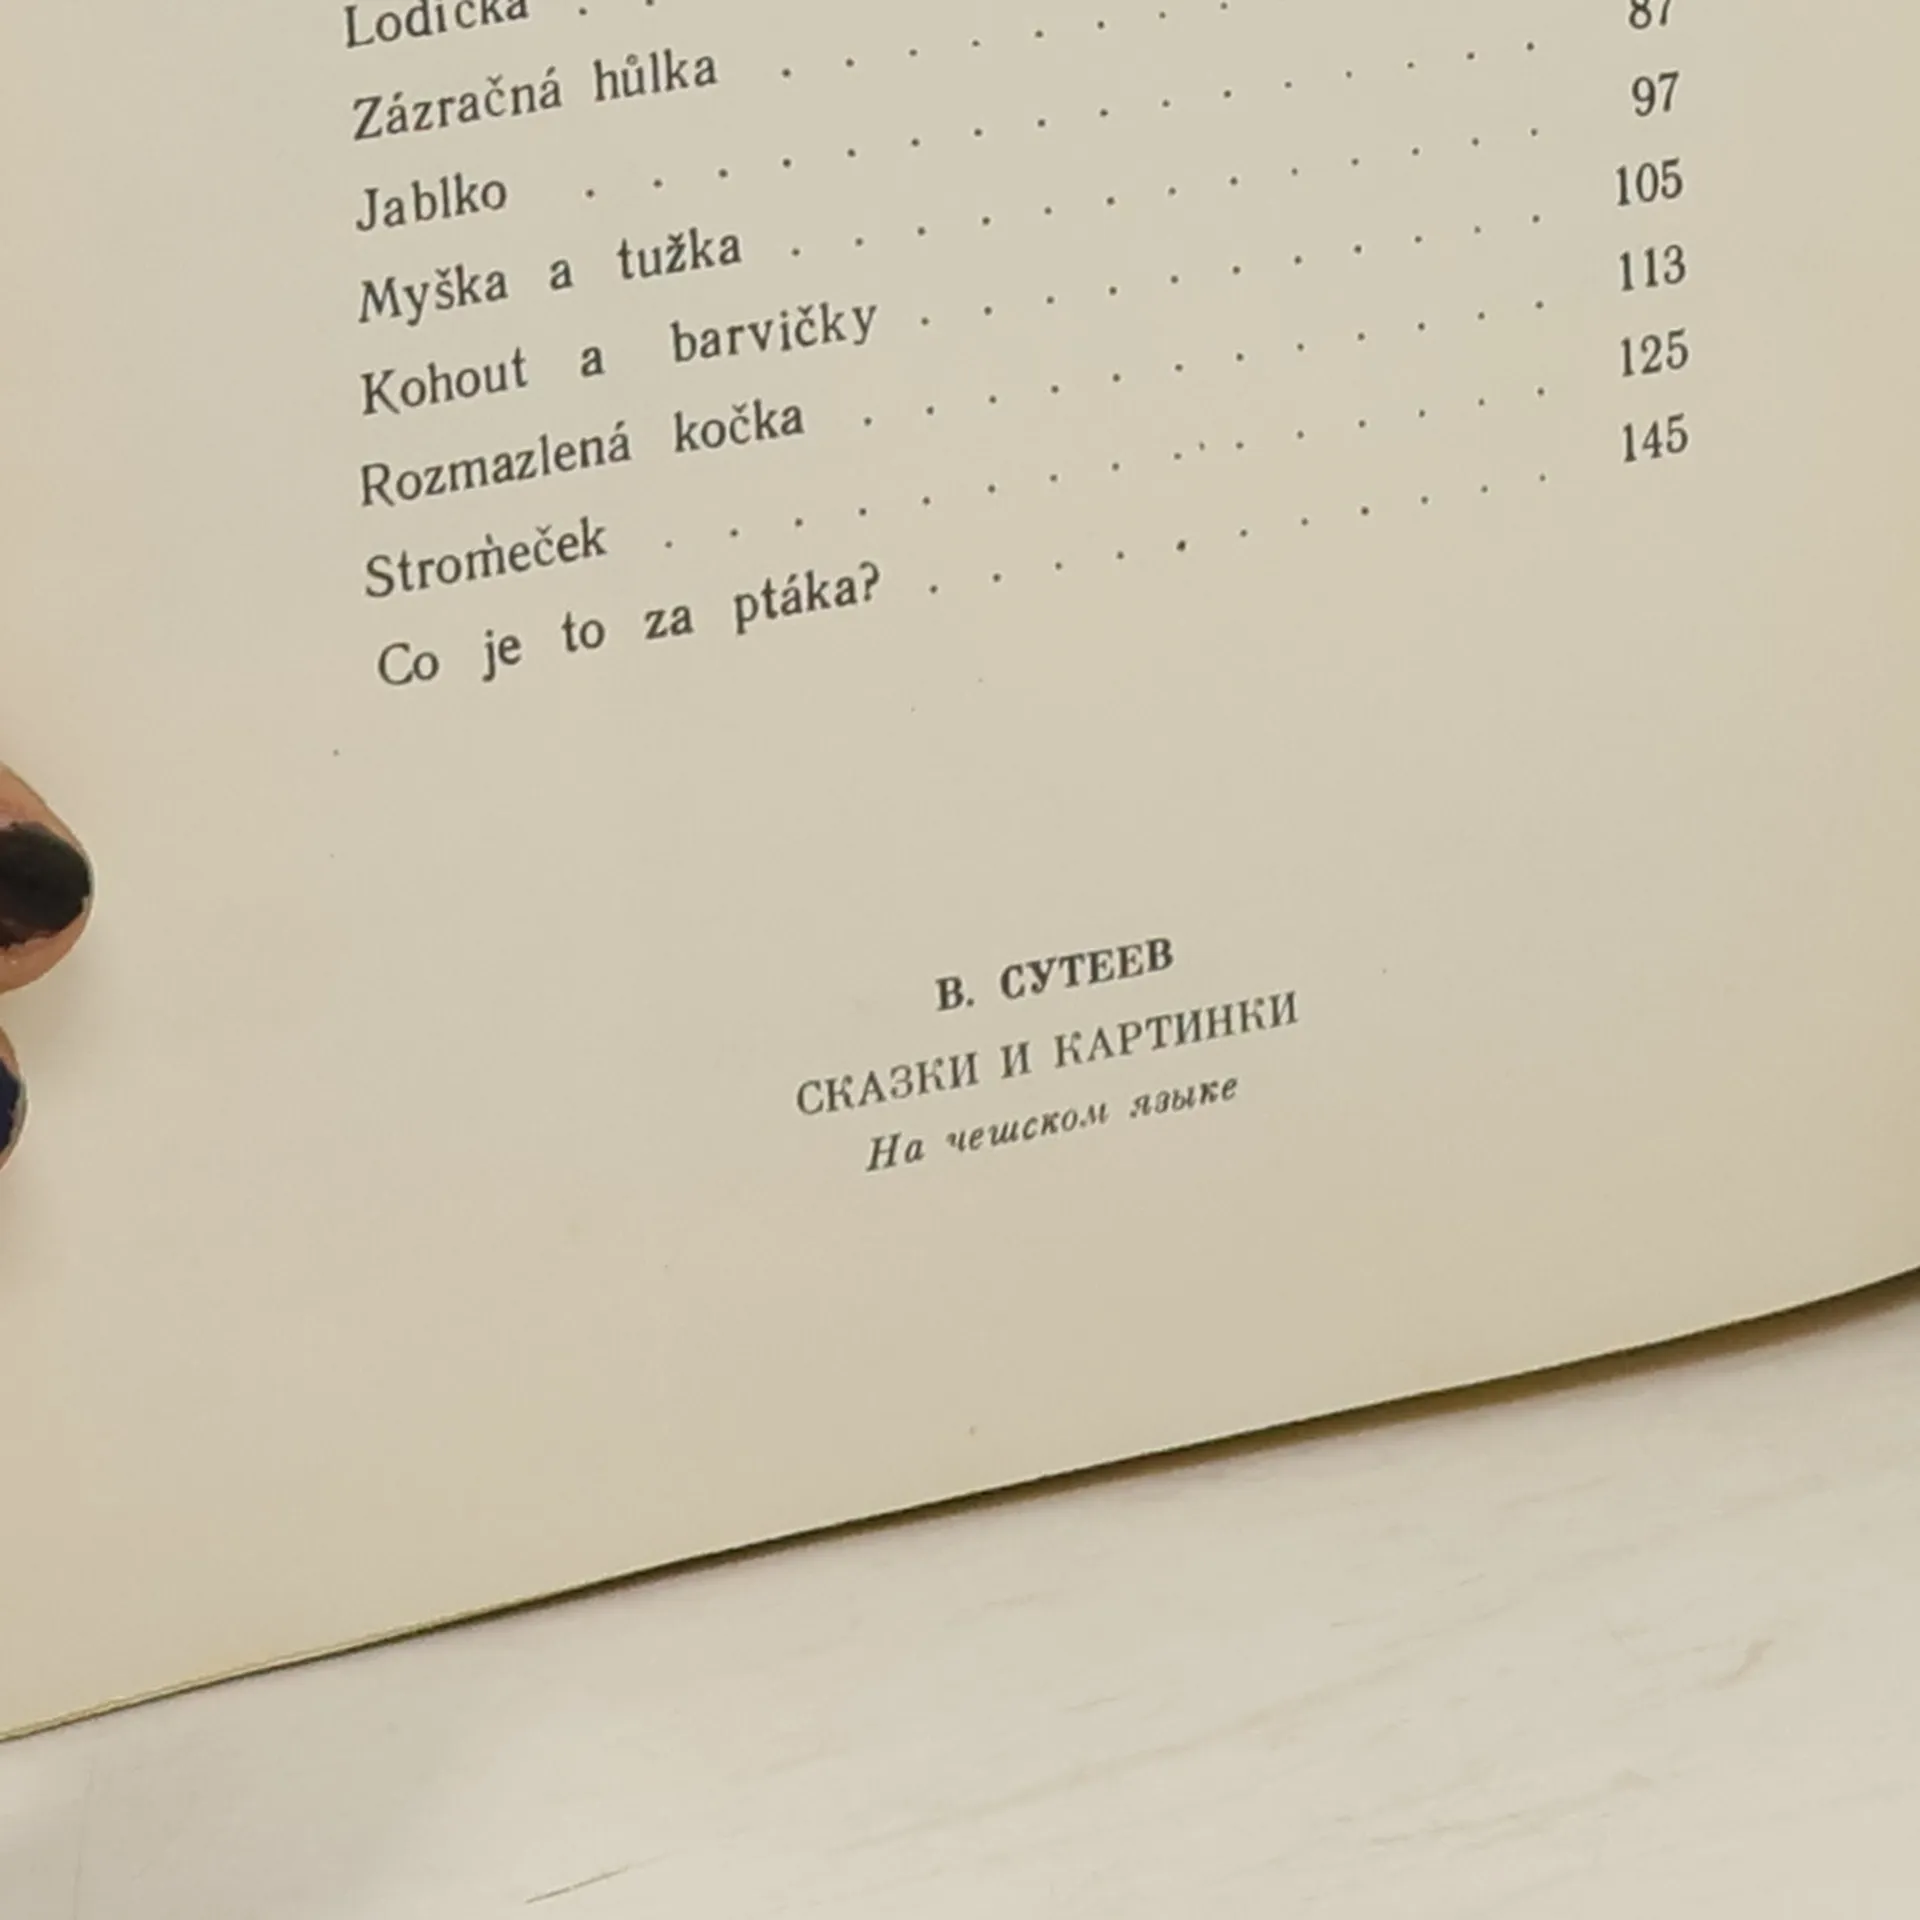 Lodička . .
Zázračná hůlka . . . . . . . .
Jablko . . . . . . . . . . . . . . . . 87
Myška a tužka . . . . . . . . . . . . . 97
Kohout a barvičky . . . . . . . . . . . 105
Rozmazlená kočka . . . . . . . . . . . . 113
Stromeček . . . . . . . . . . . . . . . 125
Co je to za ptáka? . . . . . . . . . . . 145
В. СУТЕЕВ
СКАЗКИ И КАРТИНКИ
На чешском языке